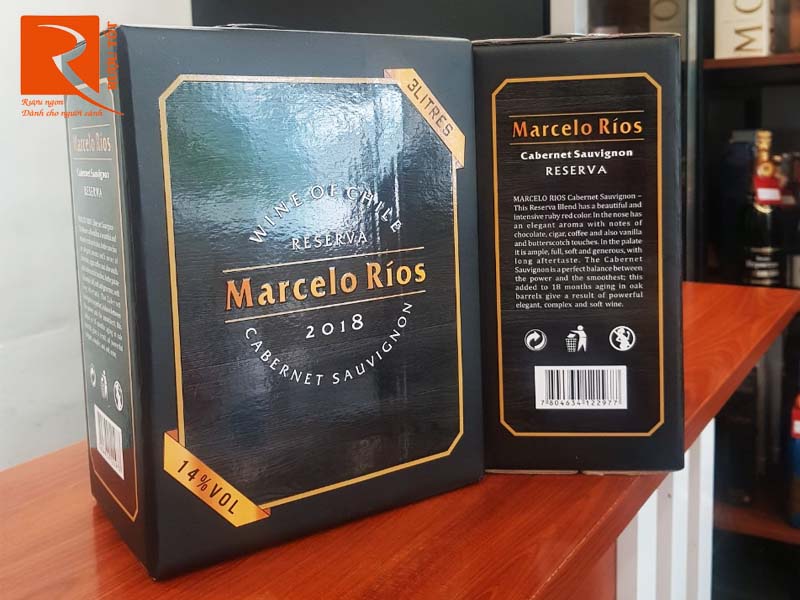 Rượu ngon
Dành cho người sành
3LITRES
WINE OF CHILE
RESERVA
Marcelo Ríos
2018
CABERNET SAUVIGNON
14%VOL
Marcelo Ríos
Cabernet Sauvignon
RESERVA
Marcelo Ríos
Cabernet Sauvignon
RESERVA
MARCELO RIOS Cabernet Sauvignon –
This Reserva Blend has a beautiful and
intensive ruby red color. In the nose has
an elegant aroma with notes of
chocolate, cigar, coffee and also vanilla
and butterscotch touches. In the palate
it is ample, full, soft and generous, with
long aftertaste. The Cabernet
Sauvignon is a perfect balance between
the power and the smoothest; this
added to 18 months aging in oak
barrels give a result of powerful
elegant, complex and soft wine.
7 804634 122977